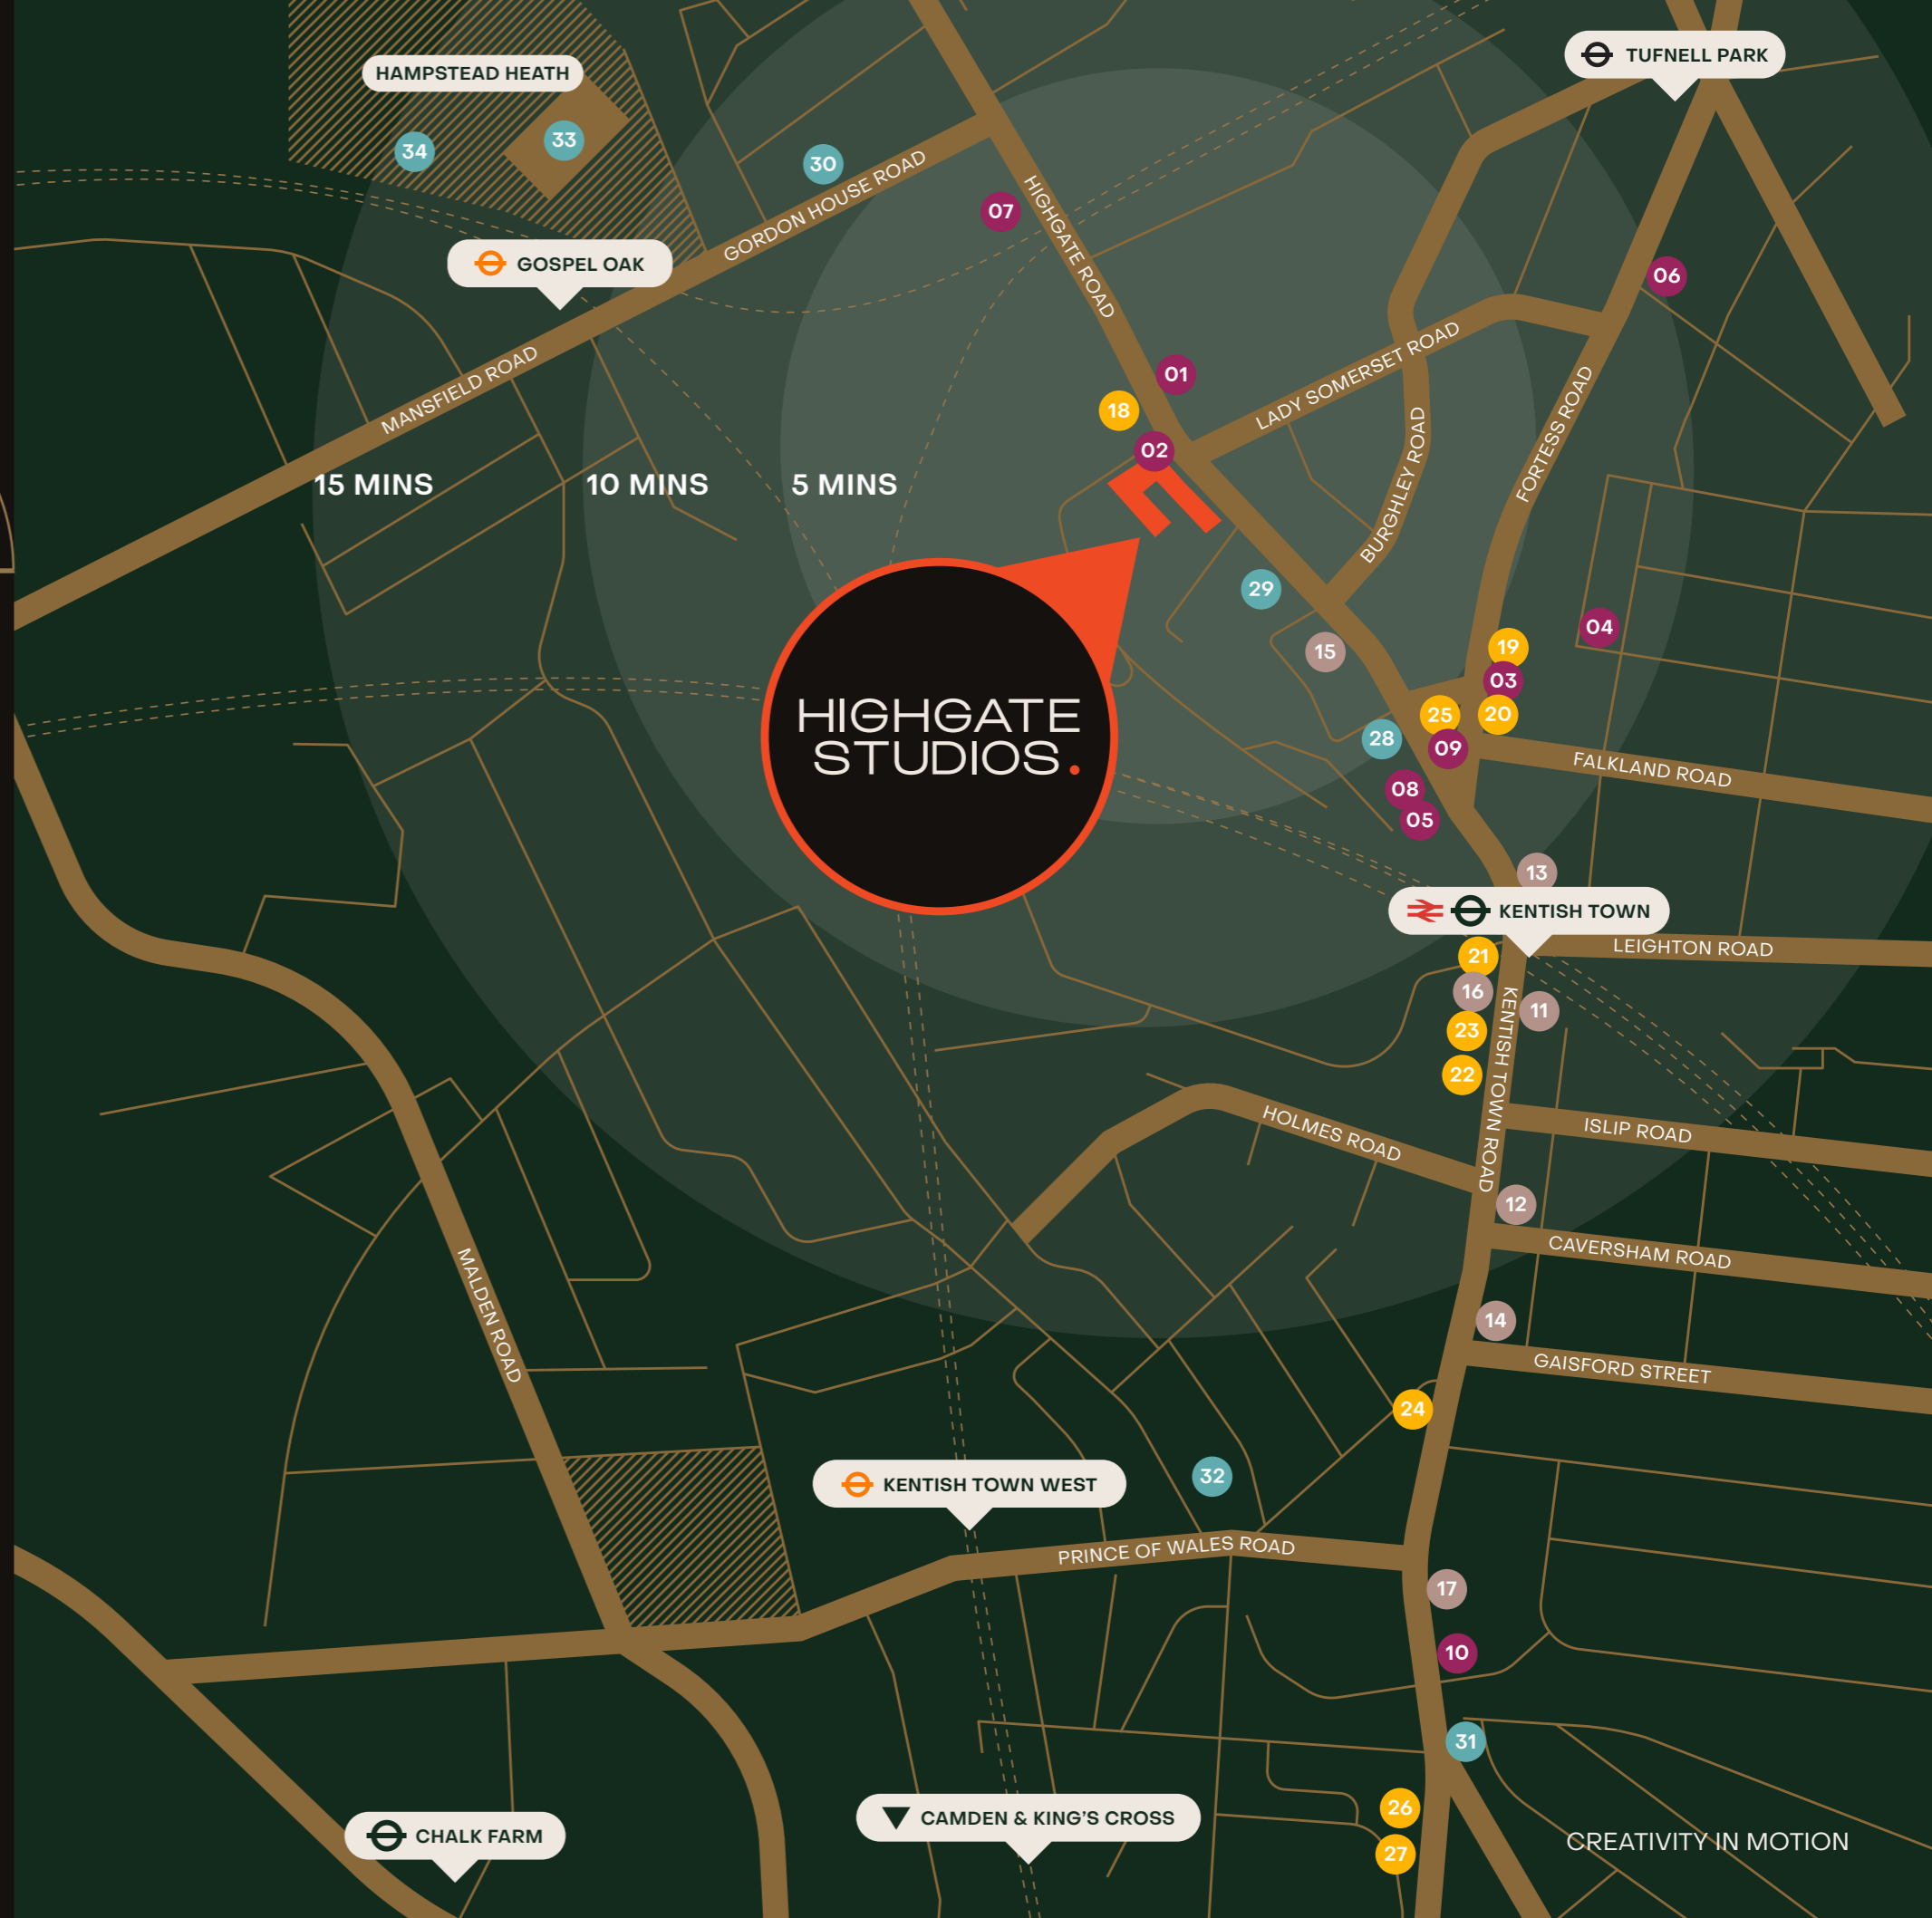 TUFNELL PARK
HAMPSTEAD HEATH
33
34
30
GORDON HOUSE ROAD
07
HIGHGATE ROAD
GOSPEL OAK
06
MANSFIELD ROAD
01
LADY SOMERSET ROAD
18
FORTESS ROAD
02
BURGHLEY ROAD
15 MINS
10 MINS
5 MINS
29
04
15
19
03
HIGHGATE
STUDIOS.
25
20
28
09
FALKLAND ROAD
08
05
13
KENTISH TOWN
LEIGHTON ROAD
21
16
11
23
22
KENTISH TOWN ROAD
HOLMES ROAD
ISLIP ROAD
12
CAVERSHAM ROAD
MALDEN ROAD
14
GAISFORD STREET
24
32
KENTISH TOWN WEST
PRINCE OF WALES ROAD
17
10
31
26
CAMDEN & KING'S CROSS
CHALK FARM
CREATIVITY IN MOTION
27